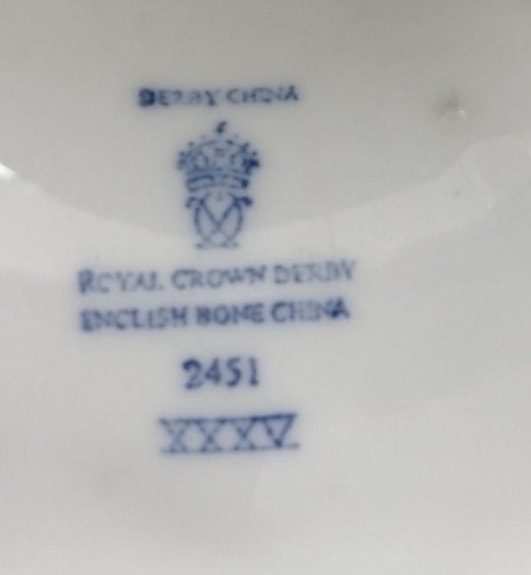 DERBY CHINA
ROYAL CROWN DERBY
ENGLISH BONE CHINA
2451
XXXV